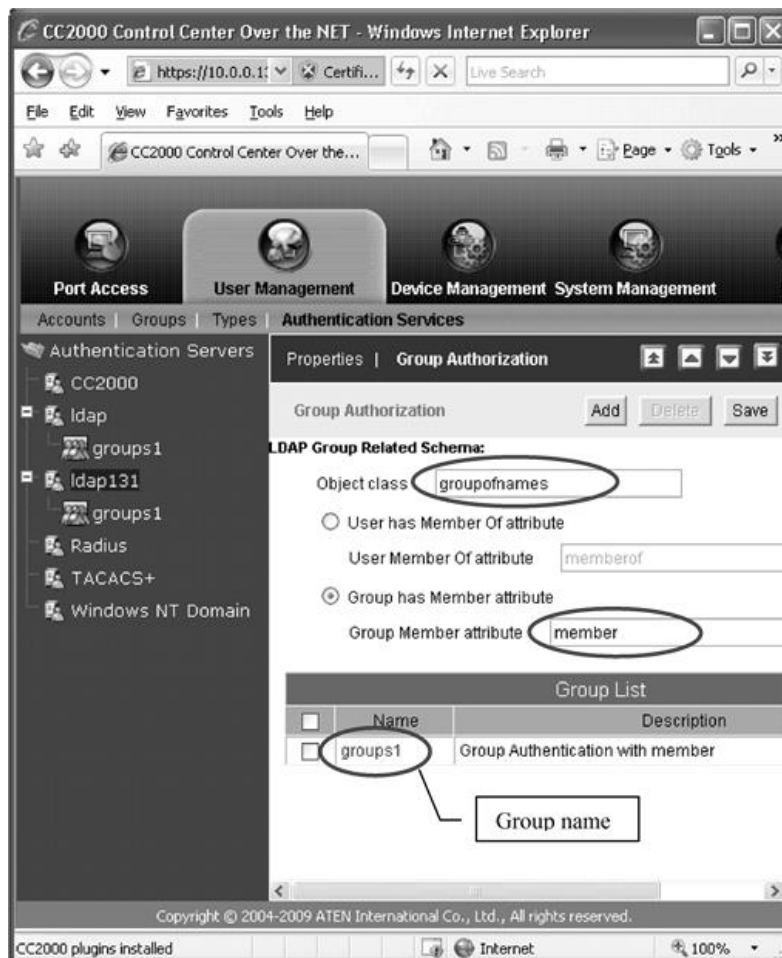 CC2000 Control Center Over the NET - Windows Internet Explorer
https://10.0.0.1 Certifi... Live Search
File Edit View Favorites Tools Help
CC2000 Control Center Over the... Page Tools »
Port Access User Management Device Management System Management
Accounts | Groups | Types | Authentication Services
Authentication Servers
CC2000
ldap
groups1
ldap131
groups1
Radius
TACACS+
Windows NT Domain
Properties | Group Authorization
Group Authorization Add Delete Save
LDAP Group Related Schema:
Object class groupofnames
User has Member Of attribute
User Member Of attribute memberof
Group has Member attribute
Group Member attribute member
Group List
Name Description
groups1 Group Authentication with member
Group name
Copyright © 2004-2009 ATEN International Co., Ltd., All rights reserved.
CC2000 plugins installed Internet 100%